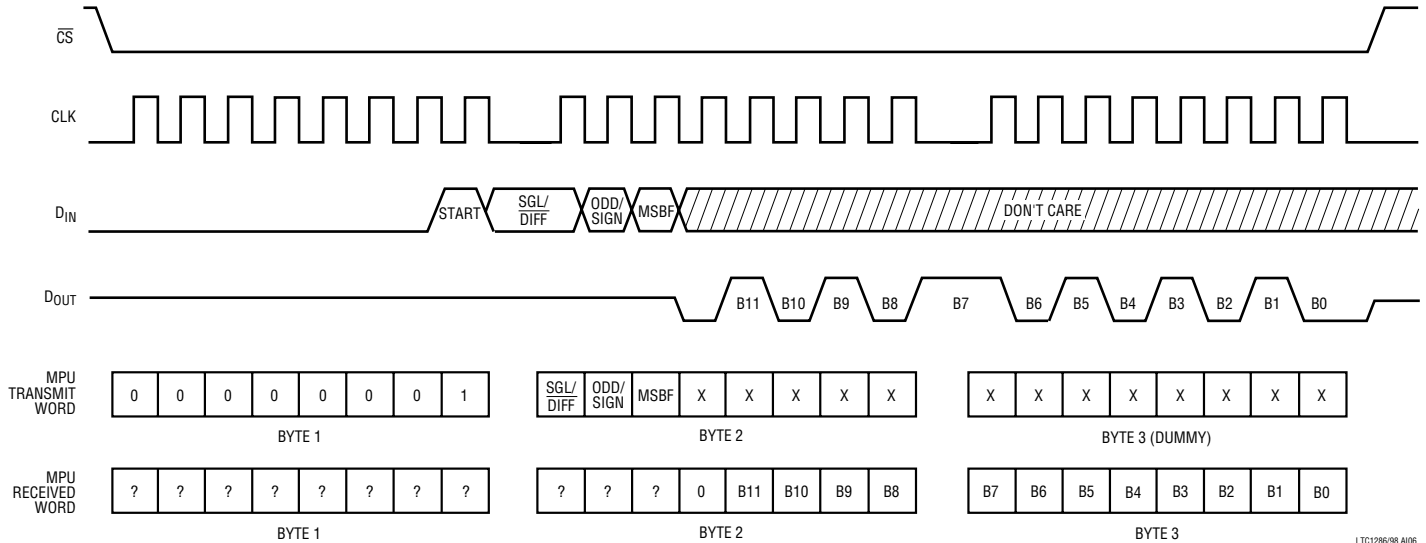 CS
CLK
DIN
START
SGL/
DIFF
ODD/
SIGN
MSBF
DON'T CARE
DOUT
B11 B10 B9 B8 B7 B6 B5 B4 B3 B2 B1 B0
MPU
TRANSMIT
WORD
0 0 0 0 0 0 0 1
SGL/
DIFF
ODD/
SIGN
MSBF X X X X X
X X X X X X X X
BYTE 1
BYTE 2
BYTE 3 (DUMMY)
MPU
RECEIVED
WORD
? ? ? ? ? ? ? ?
? ? ? 0 B11 B10 B9 B8
B7 B6 B5 B4 B3 B2 B1 B0
BYTE 1
BYTE 2
BYTE 3
LTC1286/98 AI06